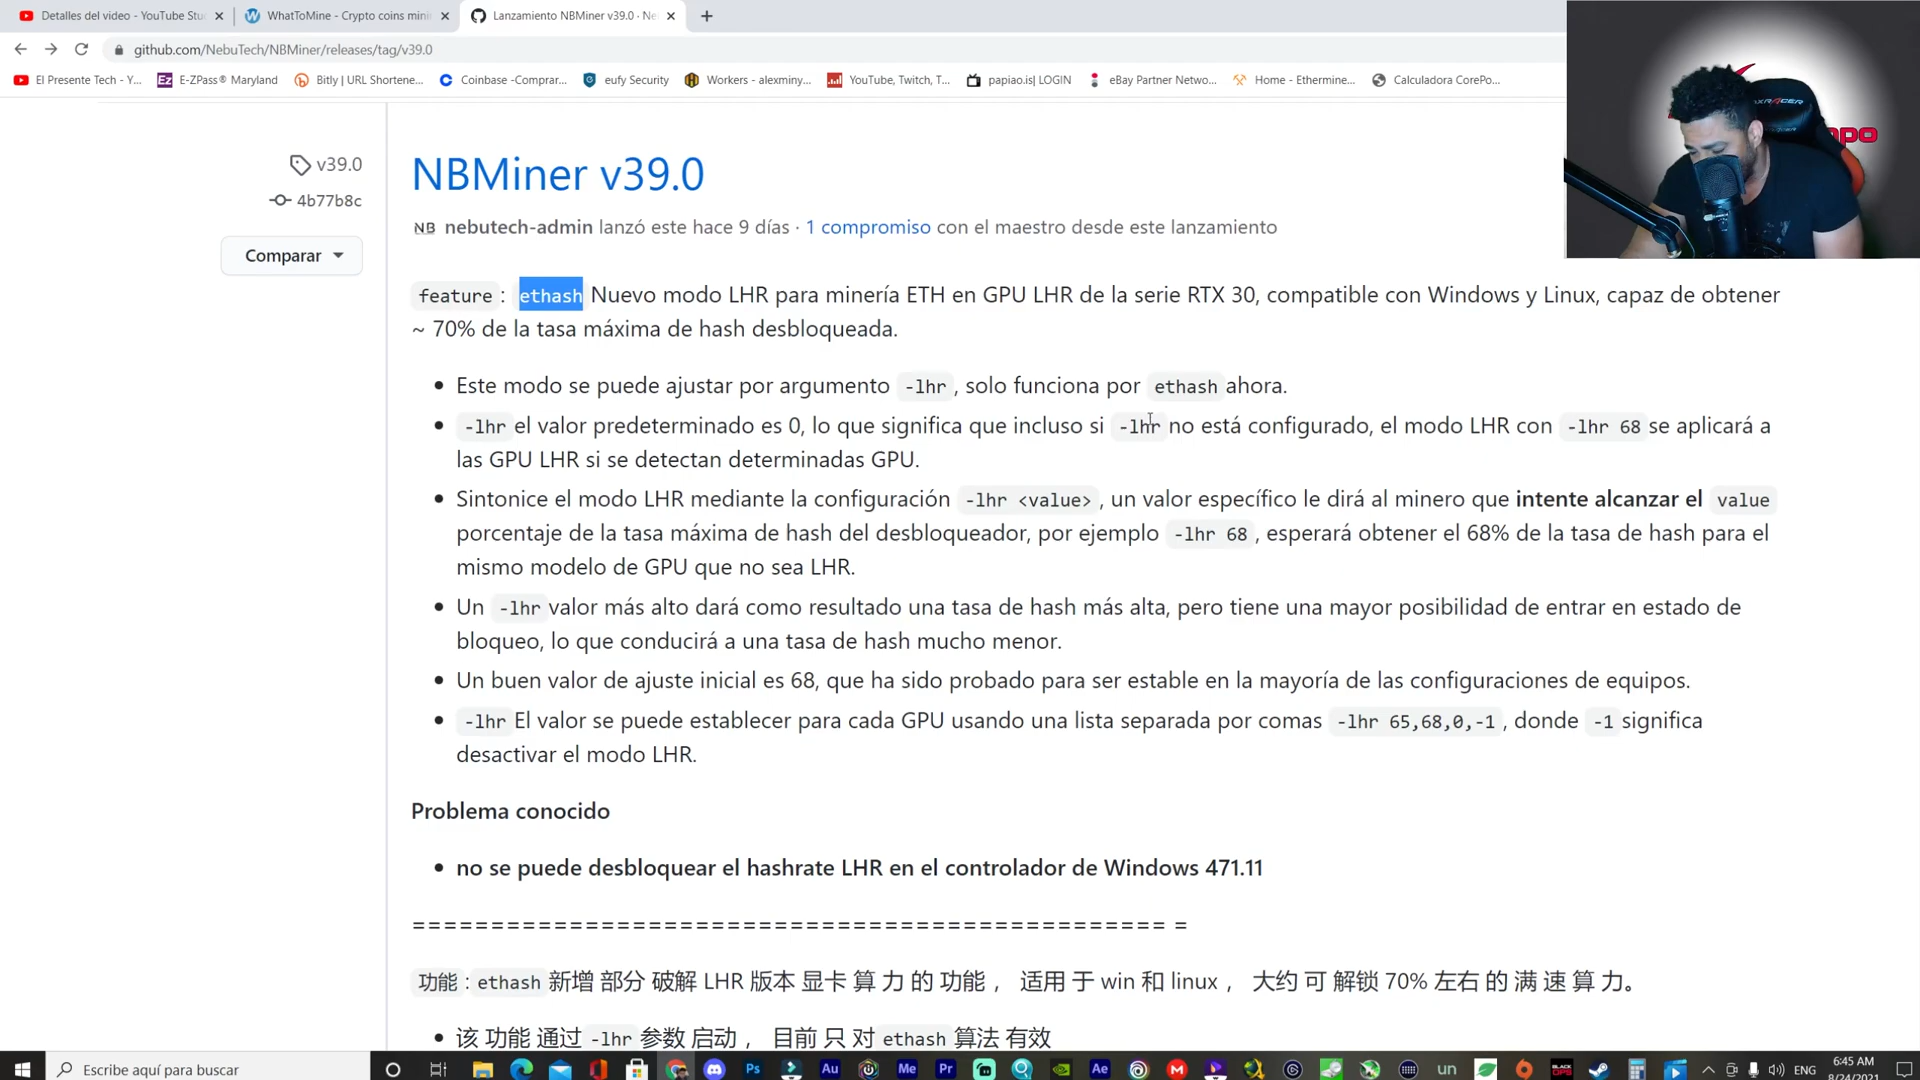 Detalles del video - YouTube Stu
WhatToMine - Crypto coins mini
Lanzamiento NBMiner v39.0 · Ne
github.com/NebuTech/NBMiner/releases/tag/v39.0
El Presente Tech - Y... E-ZPass® Maryland Bitly | URL Shortene... Coinbase -Comprar... eufy Security Workers - alexminy... YouTube, Twitch, T... papiao.is| LOGIN eBay Partner Netwo... Home - Ethermine... Calculadora CorePo...
v39.0
4b77b8c
Comparar
NBMiner v39.0
NB nebutech-admin lanzó este hace 9 días · 1 compromiso con el maestro desde este lanzamiento
feature : ethash Nuevo modo LHR para minería ETH en GPU LHR de la serie RTX 30, compatible con Windows y Linux, capaz de obtener
~ 70% de la tasa máxima de hash desbloqueada.
• Este modo se puede ajustar por argumento -lhr , solo funciona por ethash ahora.
• -lhr el valor predeterminado es 0, lo que significa que incluso si -lhr no está configurado, el modo LHR con -lhr 68 se aplicará a
las GPU LHR si se detectan determinadas GPU.
• Sintonice el modo LHR mediante la configuración -lhr <value> , un valor específico le dirá al minero que intente alcanzar el value
porcentaje de la tasa máxima de hash del desbloqueador, por ejemplo -lhr 68 , esperará obtener el 68% de la tasa de hash para el
mismo modelo de GPU que no sea LHR.
• Un -lhr valor más alto dará como resultado una tasa de hash más alta, pero tiene una mayor posibilidad de entrar en estado de
bloqueo, lo que conducirá a una tasa de hash mucho menor.
• Un buen valor de ajuste inicial es 68, que ha sido probado para ser estable en la mayoría de las configuraciones de equipos.
• -lhr El valor se puede establecer para cada GPU usando una lista separada por comas -lhr 65,68,0,-1 , donde -1 significa
desactivar el modo LHR.
Problema conocido
• no se puede desbloquear el hashrate LHR en el controlador de Windows 471.11
================================================ =
功能 : ethash 新增 部分 破解 LHR 版本 显卡 算 力 的 功能 ， 适用 于 win 和 linux ， 大约 可 解锁 70% 左右 的 满 速 算 力。
• 该 功能 通过 -lhr 参数 启动 ， 目前 只 对 ethash 算法 有效
Escribe aquí para buscar
ENG
6:45 AM
8/24/2021